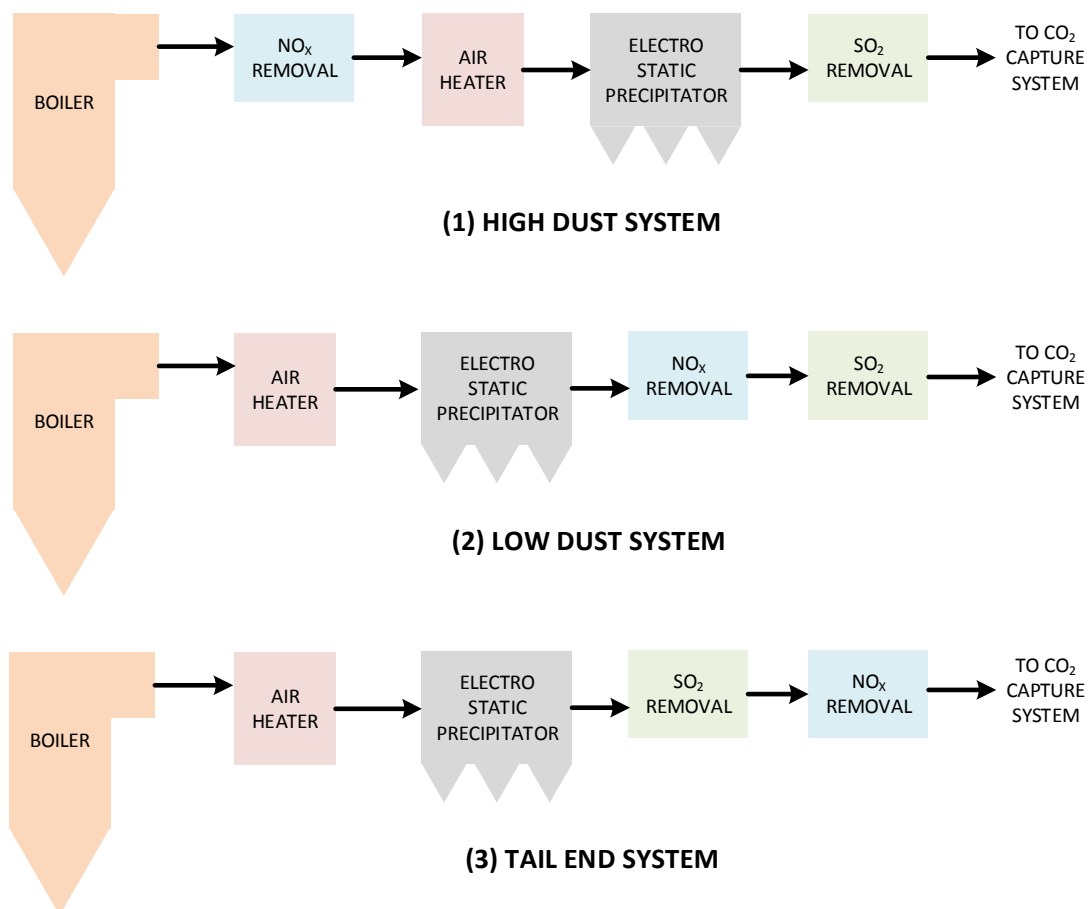 BOILER
NOX
REMOVAL
AIR
HEATER
ELECTRO
STATIC
PRECIPITATOR
SO2
REMOVAL
TO CO2
CAPTURE
SYSTEM
(1) HIGH DUST SYSTEM
BOILER
AIR
HEATER
ELECTRO
STATIC
PRECIPITATOR
NOX
REMOVAL
SO2
REMOVAL
TO CO2
CAPTURE
SYSTEM
(2) LOW DUST SYSTEM
BOILER
AIR
HEATER
ELECTRO
STATIC
PRECIPITATOR
SO2
REMOVAL
NOX
REMOVAL
TO CO2
CAPTURE
SYSTEM
(3) TAIL END SYSTEM